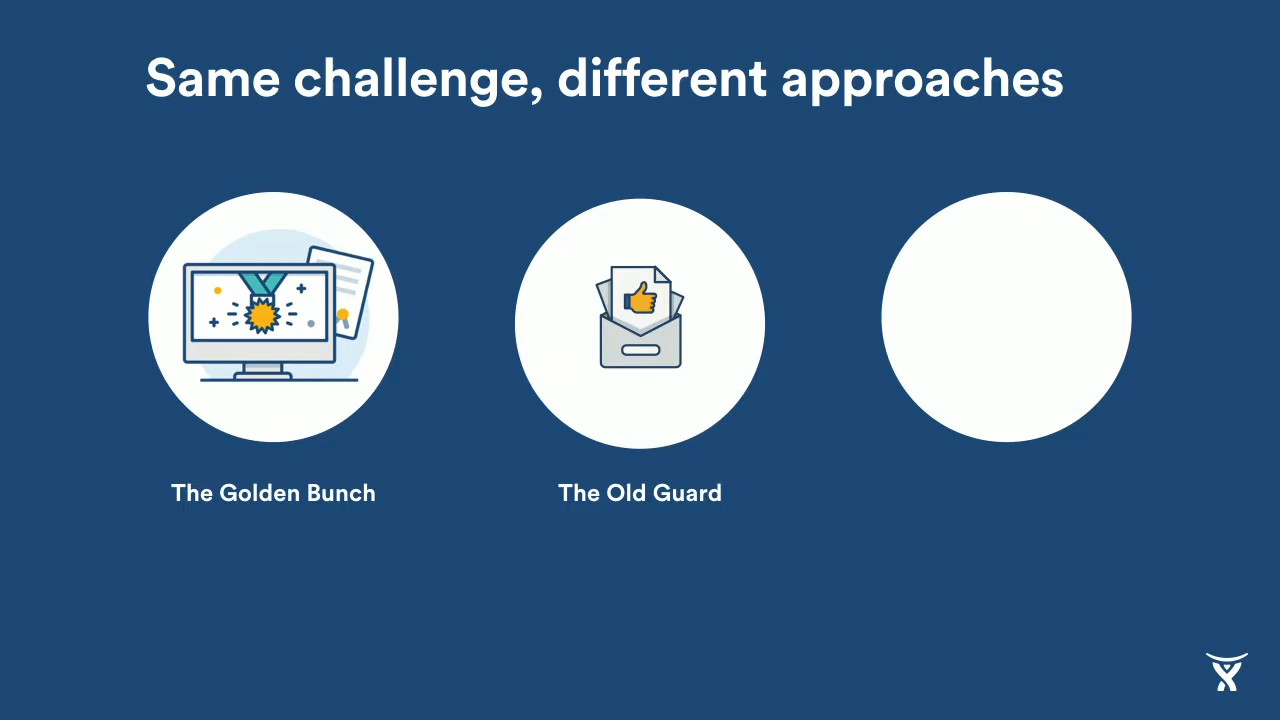 Same challenge, different approaches
The Golden Bunch
The Old Guard